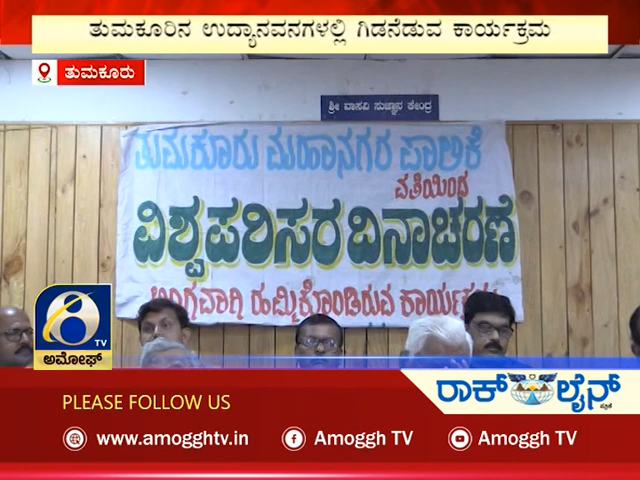 ತುಮಕೂರಿನ ಉದ್ಯಾನವನಗಳಲ್ಲಿ ಗಿಡನೆಡುವ ಕಾರ್ಯಕ್ರಮ
ತುಮಕೂರು
ಶ್ರೀ ವಾಸವಿ ಸುಜ್ಞಾನ ಕೇಂದ್ರ
ತುಮಕೂರು ಮಹಾನಗರ ಪಾಲಿಕೆ
ವತಿಯಿಂದ
ವಿಶ್ವಪರಿಸರ ದಿನಾಚರಣೆ
ಅಂಗವಾಗಿ ಹಮ್ಮಿಕೊಂಡಿರುವ
TV
ಅಮೋಘ್
ರಾಕ್ ಲೈನ್
PLEASE FOLLOW US
www.amogghtv.in Amoggh TV Amoggh TV